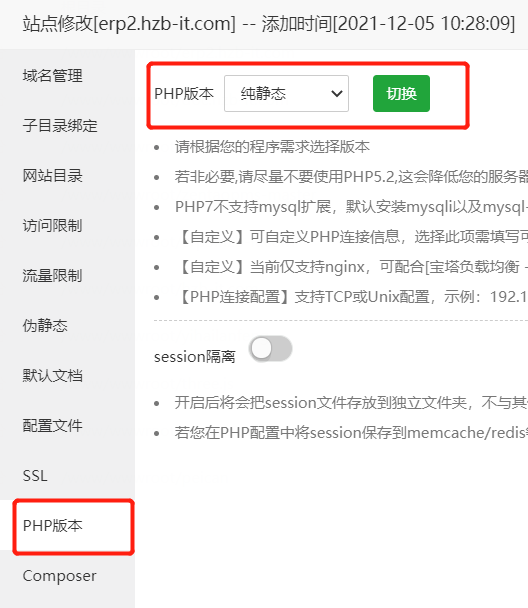 站点修改[erp2.hzb-it.com] -- 添加时间[2021-12-05 10:28:09]
域名管理
子目录绑定
网站目录
访问限制
流量限制
伪静态
默认文档
配置文件
SSL
PHP版本
Composer
PHP版本 纯静态 切换
请根据您的程序需求选择版本
若非必要,请尽量不要使用PHP5.2,这会降低您的服务器
PHP7不支持mysql扩展，默认安装mysqli以及mysql-
【自定义】可自定义PHP连接信息，选择此项需填写可
【自定义】当前仅支持nginx，可配合[宝塔负载均衡 -
【PHP连接配置】支持TCP或Unix配置，示例：192.1
session隔离
开启后将会把session文件存放到独立文件夹，不与其
若您在PHP配置中将session保存到memcache/redis等